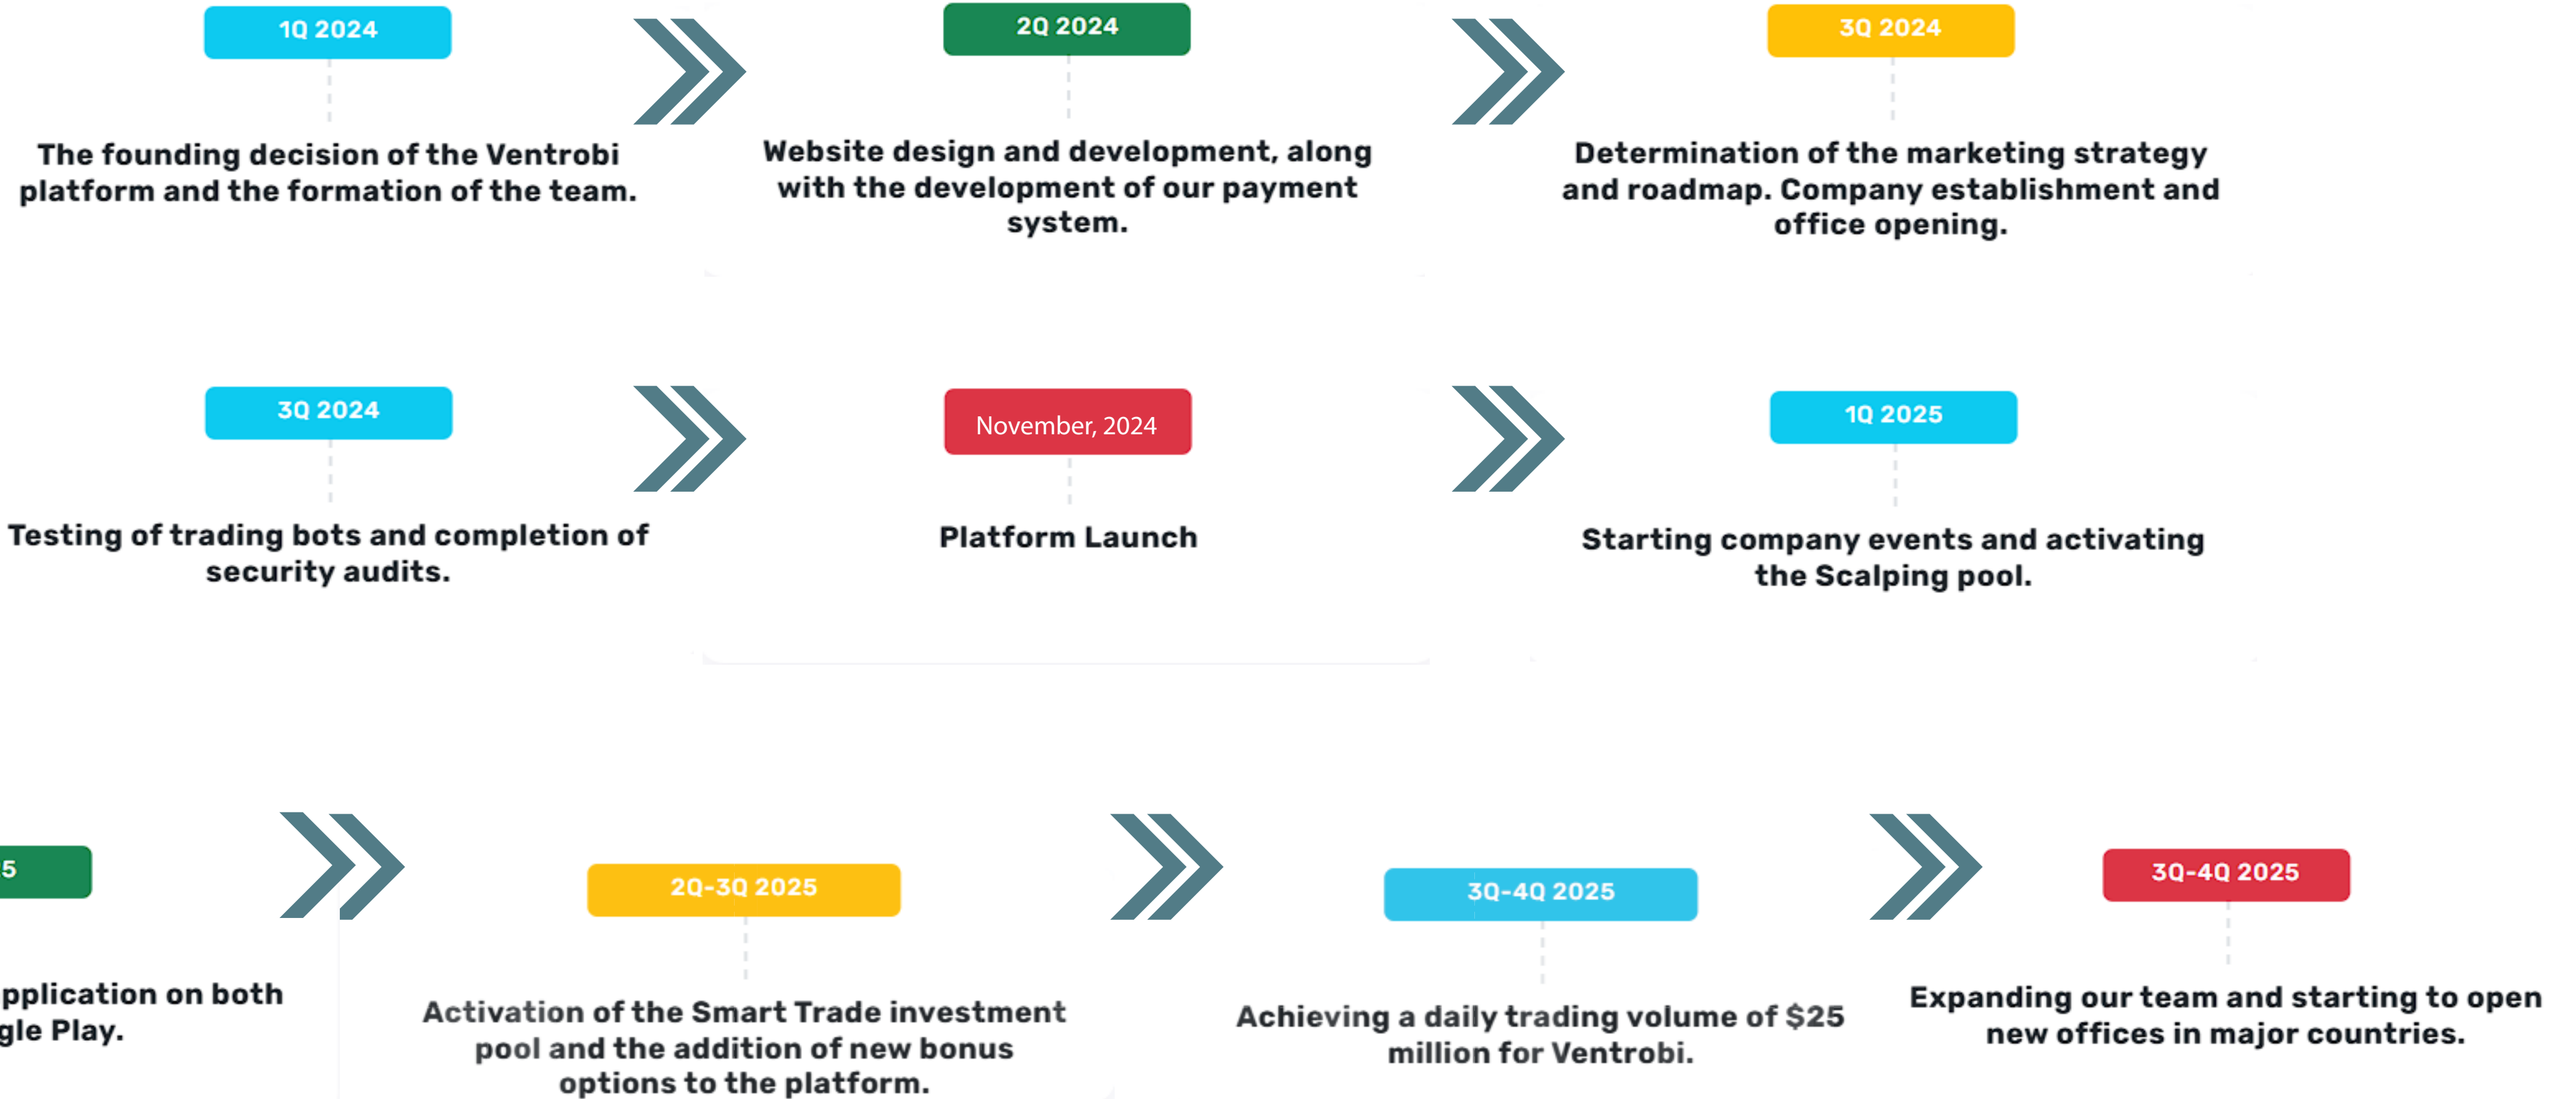 1Q 2024
The founding decision of the Ventrobi
platform and the formation of the team.
2Q 2024
Website design and development, along
with the development of our payment
system.
3Q 2024
Determination of the marketing strategy
and roadmap. Company establishment and
office opening.
3Q 2024
Testing of trading bots and completion of
security audits.
November, 2024
Platform Launch
1Q 2025
Starting company events and activating
the Scalping pool.
5
pplication on both
gle Play.
2Q-3Q 2025
Activation of the Smart Trade investment
pool and the addition of new bonus
options to the platform.
3Q-4Q 2025
Achieving a daily trading volume of $25
million for Ventrobi.
3Q-4Q 2025
Expanding our team and starting to open
new offices in major countries.